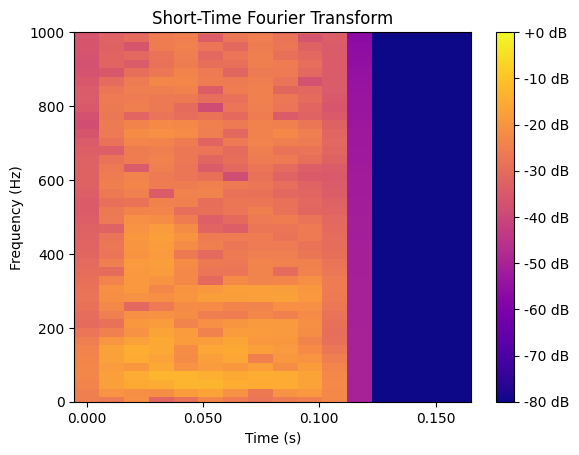 Short-Time Fourier Transform
1000
800
600
400
200
0
Frequency (Hz)
0.000
0.050
0.100
0.150
Time (s)
+0 dB
-10 dB
-20 dB
-30 dB
-40 dB
-50 dB
-60 dB
-70 dB
-80 dB